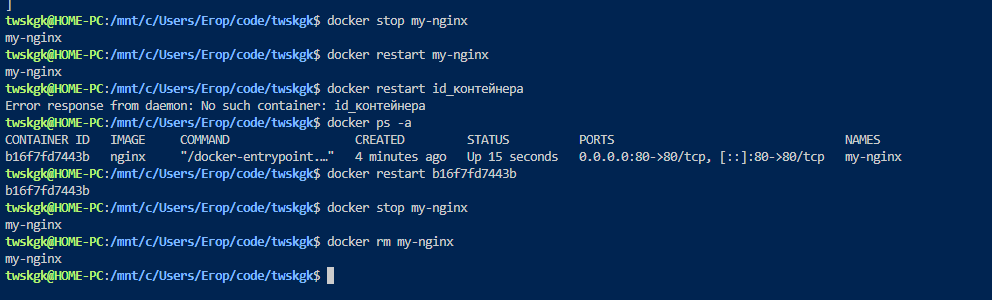 ]
twskgk@HOME-PC:/mnt/c/Users/Егор/code/twskgk$ docker stop my-nginx
my-nginx
twskgk@HOME-PC:/mnt/c/Users/Егор/code/twskgk$ docker restart my-nginx
my-nginx
twskgk@HOME-PC:/mnt/c/Users/Егор/code/twskgk$ docker restart id_контейнера
Error response from daemon: No such container: id_контейнера
twskgk@HOME-PC:/mnt/c/Users/Егор/code/twskgk$ docker ps -a
CONTAINER ID   IMAGE     COMMAND                  CREATED         STATUS          PORTS                                 NAMES
b16f7fd7443b   nginx     "/docker-entrypoint.…"   4 minutes ago   Up 15 seconds   0.0.0.0:80->80/tcp, [::]:80->80/tcp   my-nginx
twskgk@HOME-PC:/mnt/c/Users/Егор/code/twskgk$ docker restart b16f7fd7443b
b16f7fd7443b
twskgk@HOME-PC:/mnt/c/Users/Егор/code/twskgk$ docker stop my-nginx
my-nginx
twskgk@HOME-PC:/mnt/c/Users/Егор/code/twskgk$ docker rm my-nginx
my-nginx
twskgk@HOME-PC:/mnt/c/Users/Егор/code/twskgk$